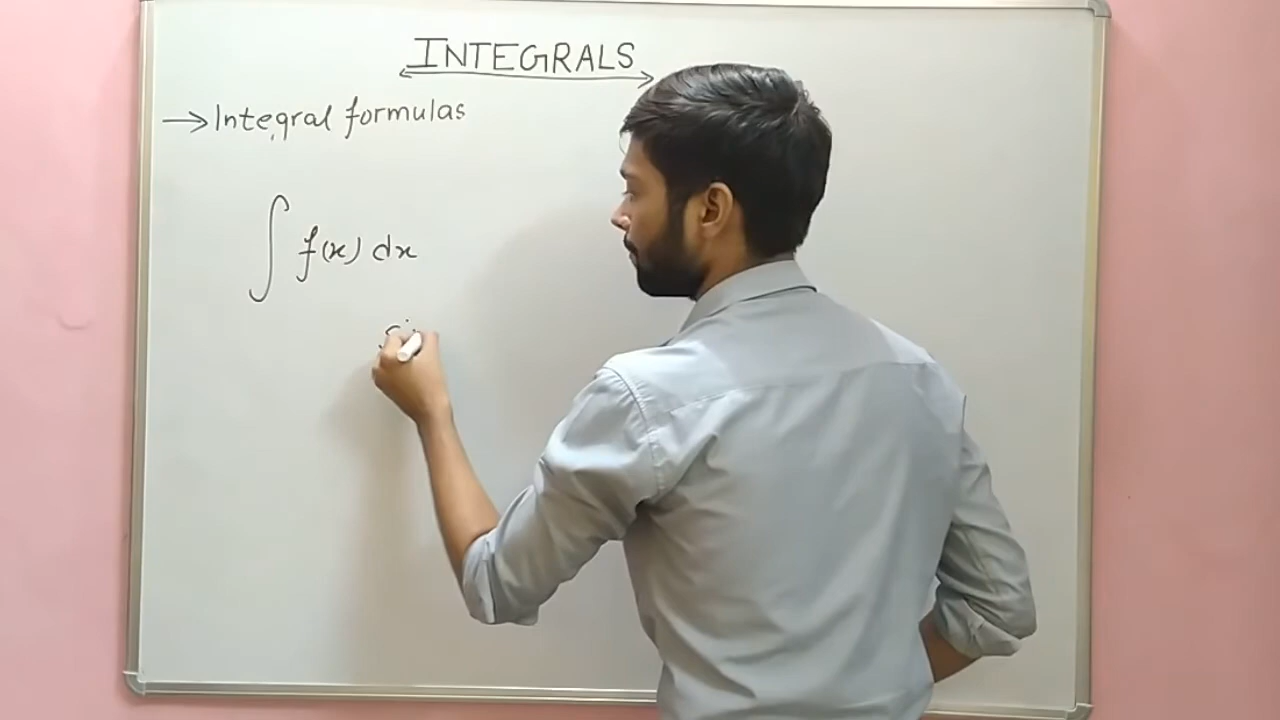 INTEGRALS
→ Integral formulas
∫ f(x) dx